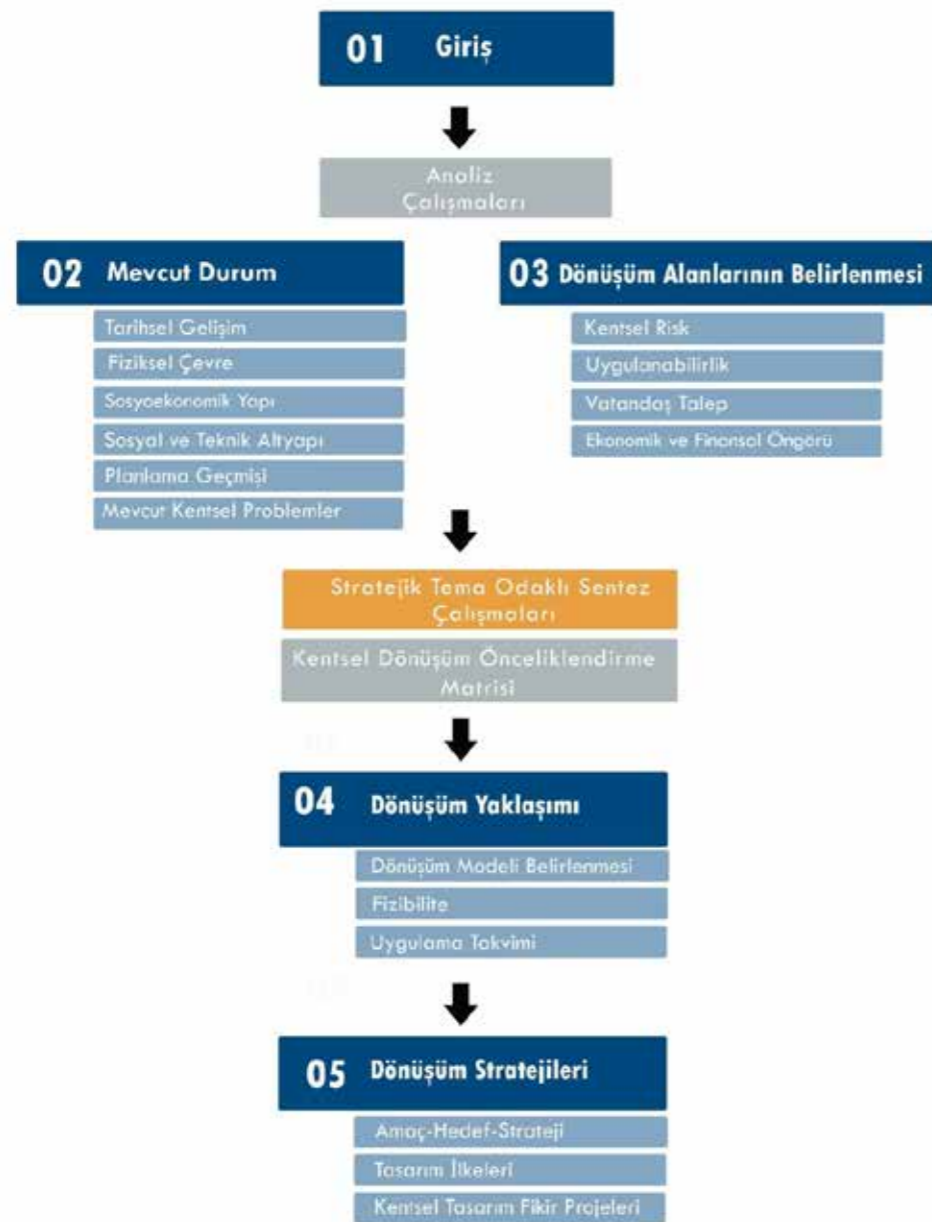 01 Giriş
Analiz
Çalışmaları
02 Mevcut Durum
Tarihsel Gelişim
Fiziksel Çevre
Sosyoekonomik Yapı
Sosyal ve Teknik Altyapı
Planlama Geçmişi
Mevcut Kentsel Problemler
03 Dönüşüm Alanlarının Belirlenmesi
Kentsel Risk
Uygulanabilirlik
Vatandaş Talep
Ekonomik ve Finansal Öngörü
Stratejik Tema Odaklı Sentez
Çalışmaları
Kentsel Dönüşüm Önceliklendirme
Matrisi
04 Dönüşüm Yaklaşımı
Dönüşüm Modeli Belirlenmesi
Fizibilite
Uygulama Takvimi
05 Dönüşüm Stratejileri
Amaç-Hedef-Strateji
Tasarım İlkeleri
Kentsel Tasarım Fikir Projeleri